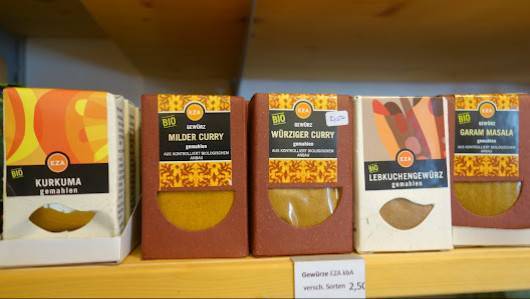 EZA
BIO
KURKUMA
gemahlen
EZA
BIO
GEWÜRZ
MILDER CURRY
gemahlen
AUS KONTROLLIERT BIOLOGISCHEM
ANBAU
EZA
BIO
GEWÜRZ
WÜRZIGER CURRY
gemahlen
AUS KONTROLLIERT BIOLOGISCHEM
ANBAU
EZA
BIO
LEBKUCHENGEWÜRZ
gemahlen
EZA
BIO
GEWÜRZ
GARAM MASALA
gemahlen
AUS KONTROLLIERT BIOLOGISCHEM
ANBAU
Gewürze EZA kbA
versch. Sorten 2,50